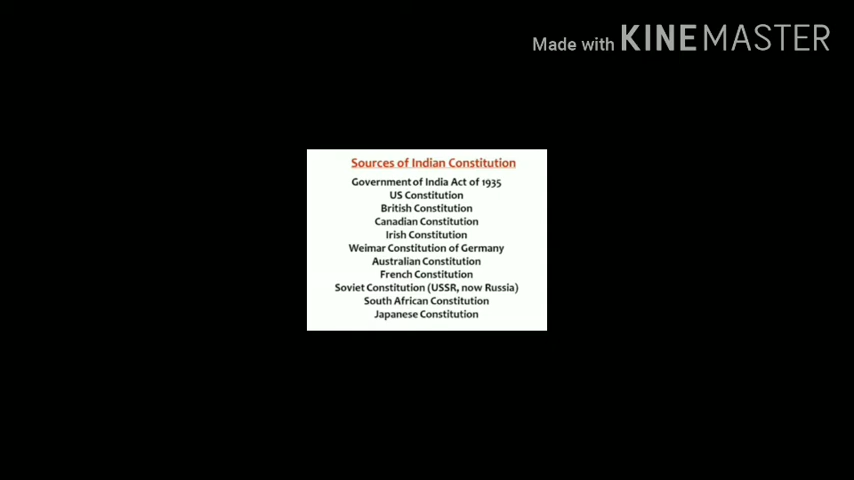 Made with KINEMASTER
Sources of Indian Constitution
Government of India Act of 1935
US Constitution
British Constitution
Canadian Constitution
Irish Constitution
Weimar Constitution of Germany
Australian Constitution
French Constitution
Soviet Constitution (USSR, now Russia)
South African Constitution
Japanese Constitution